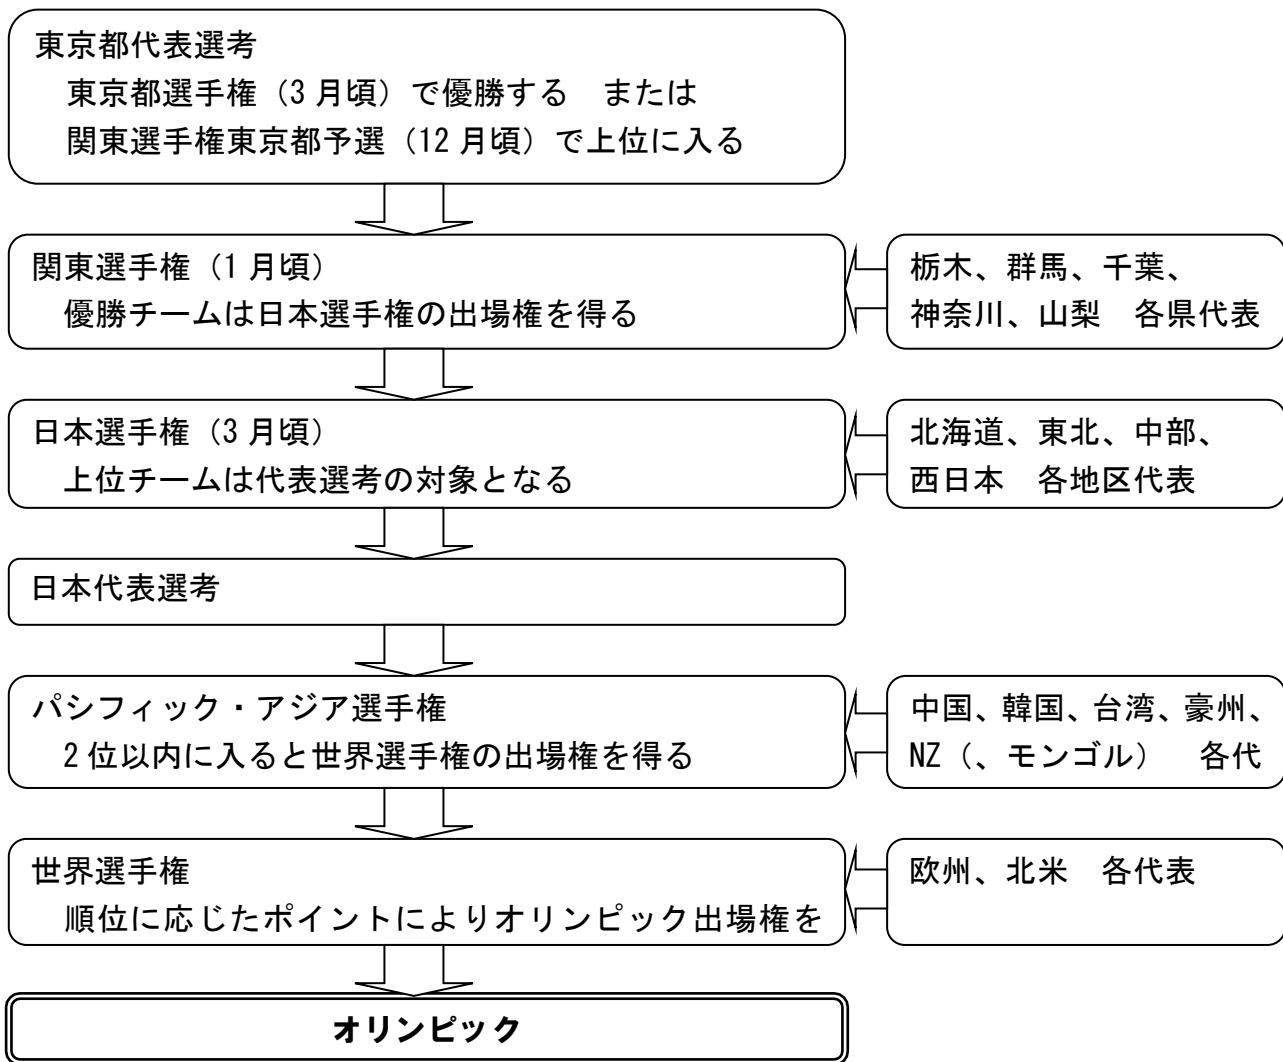 東京都代表選考
東京都選手権（3月頃）で優勝する　または
関東選手権東京都予選（12月頃）で上位に入る
関東選手権（1月頃）
優勝チームは日本選手権の出場権を得る
栃木、群馬、千葉、
神奈川、山梨　各県代表
日本選手権（3月頃）
上位チームは代表選考の対象となる
北海道、東北、中部、
西日本　各地区代表
日本代表選考
パシフィック・アジア選手権
2位以内に入ると世界選手権の出場権を得る
中国、韓国、台湾、豪州、
NZ（、モンゴル）　各代
世界選手権
順位に応じたポイントによりオリンピック出場権を
欧州、北米　各代表
オリンピック